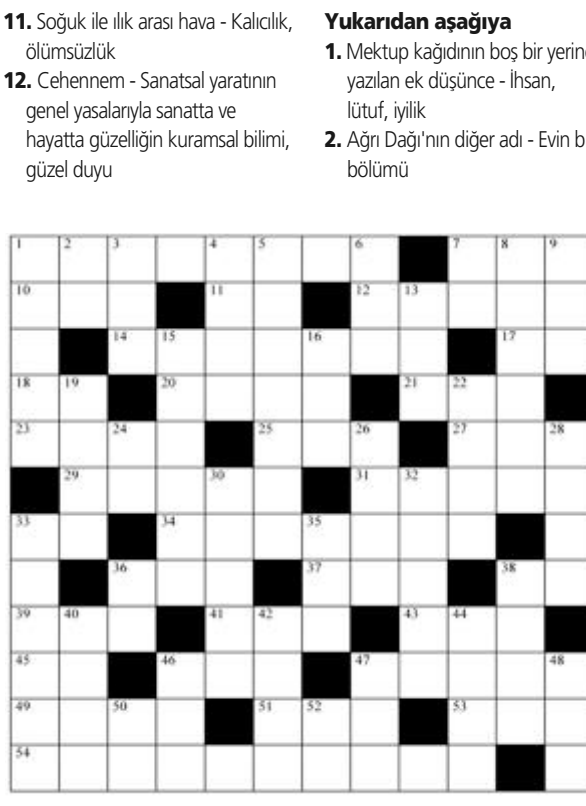 11. Soğuk ile ılık arası hava - Kalıcılık,
ölümsüzlük
12. Cehennem - Sanatsal yaratının
genel yasalarıyla sanatta ve
hayatta güzelliğin kuramsal bilimi,
güzel duyu
Yukarıdan aşağıya
1. Mektup kağıdının boş bir yerin
yazılan ek düşünce - İhsan,
lütuf, iyilik
2. Ağrı Dağı'nın diğer adı - Evin b
bölümü
1 2 3 4 5 6 7 8 9
10 11 12 13
14 15 16 17
18 19 20 21 22
23 24 25 26 27 28
29 30 31 32
33 34 35
36 37 38
39 40 41 42 43 44
45 46 47 48
49 50 51 52 53
54